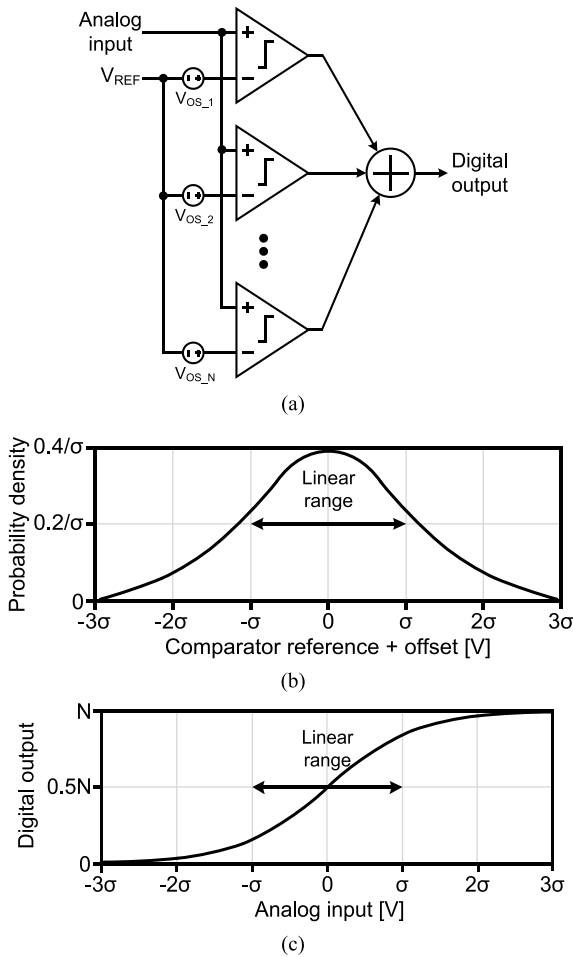 Analog
input
V_REF
V_OS_1
V_OS_2
V_OS_N
+
−
+
−
+
−
Digital
output
(a)
Probability density
0.4/σ
0.2/σ
0
Linear
range
-3σ -2σ -σ 0 σ 2σ 3σ
Comparator reference + offset [V]
(b)
Digital output
N
0.5N
0
Linear
range
-3σ -2σ -σ 0 σ 2σ 3σ
Analog input [V]
(c)